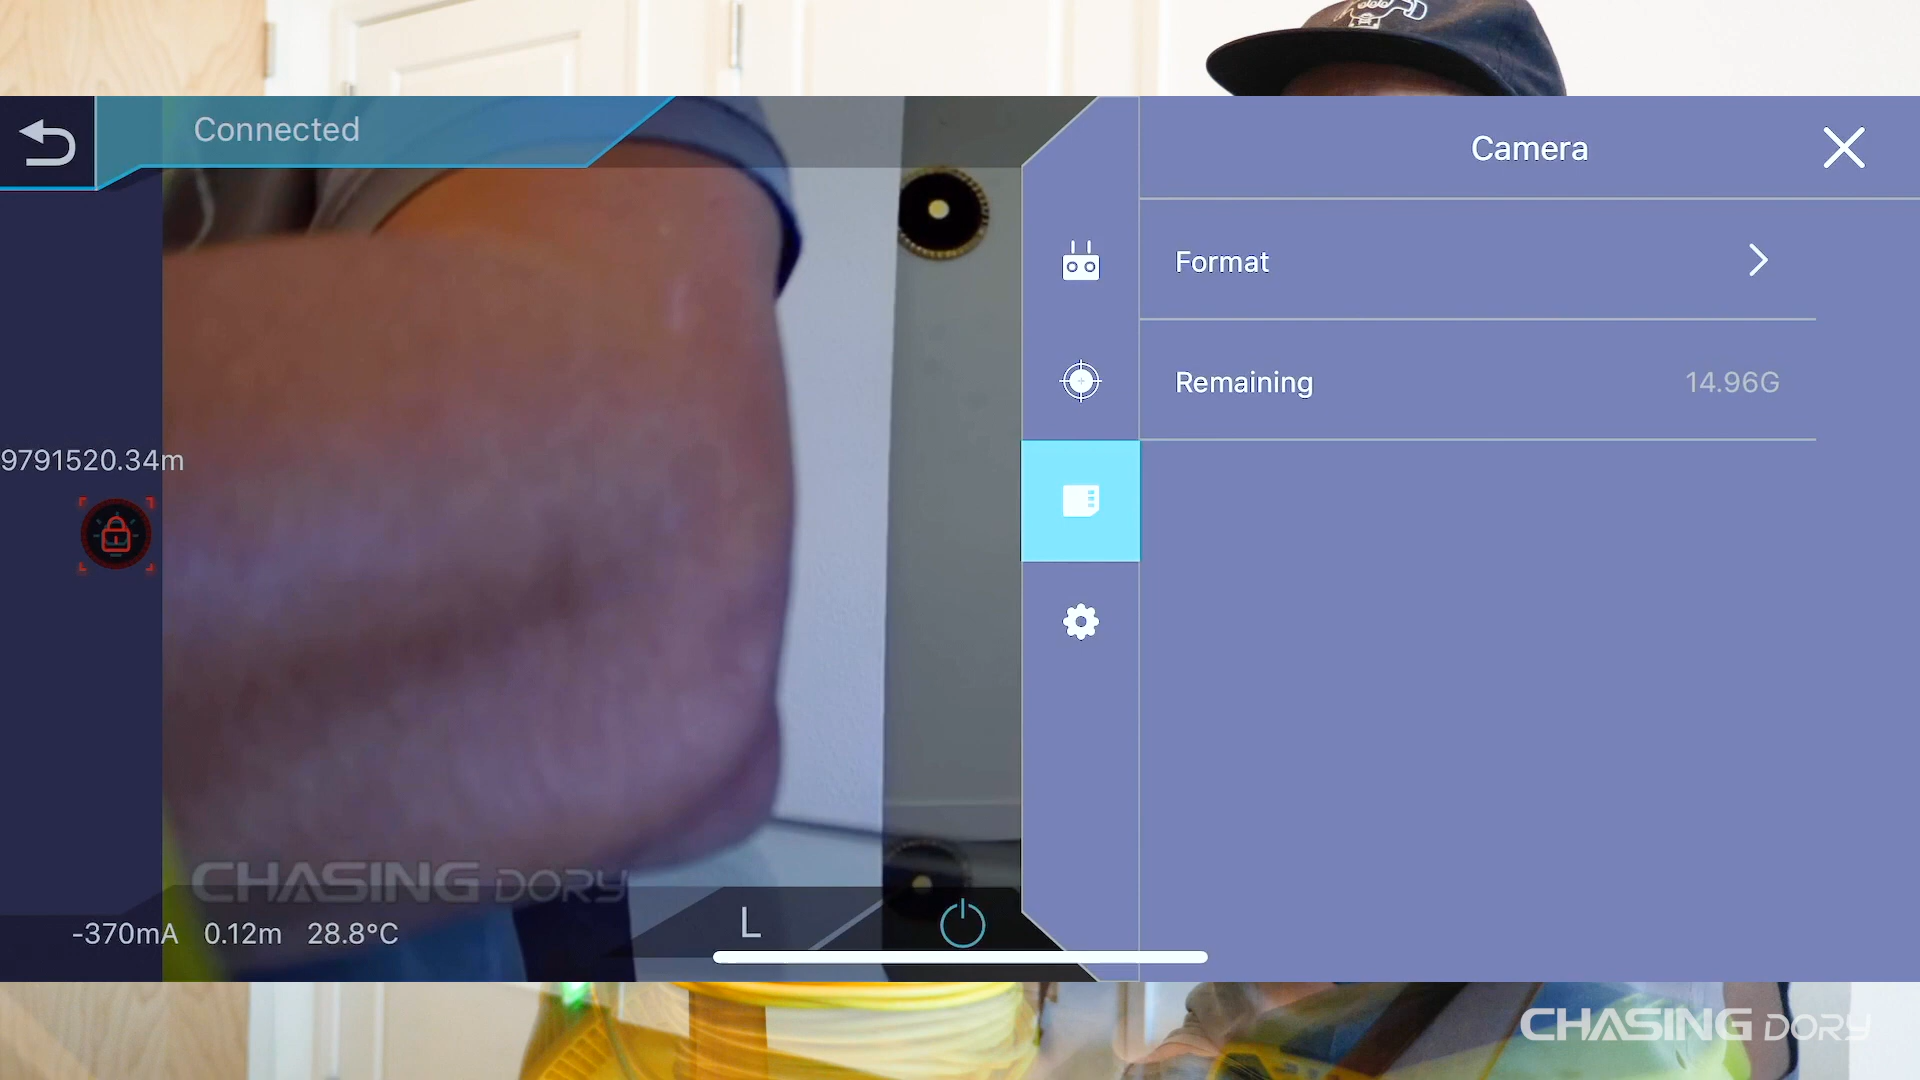 Connected
Camera
Format
Remaining 14.96G
9791520.34m
CHASING DORY
-370mA 0.12m 28.8°C
L
CHASING DORY